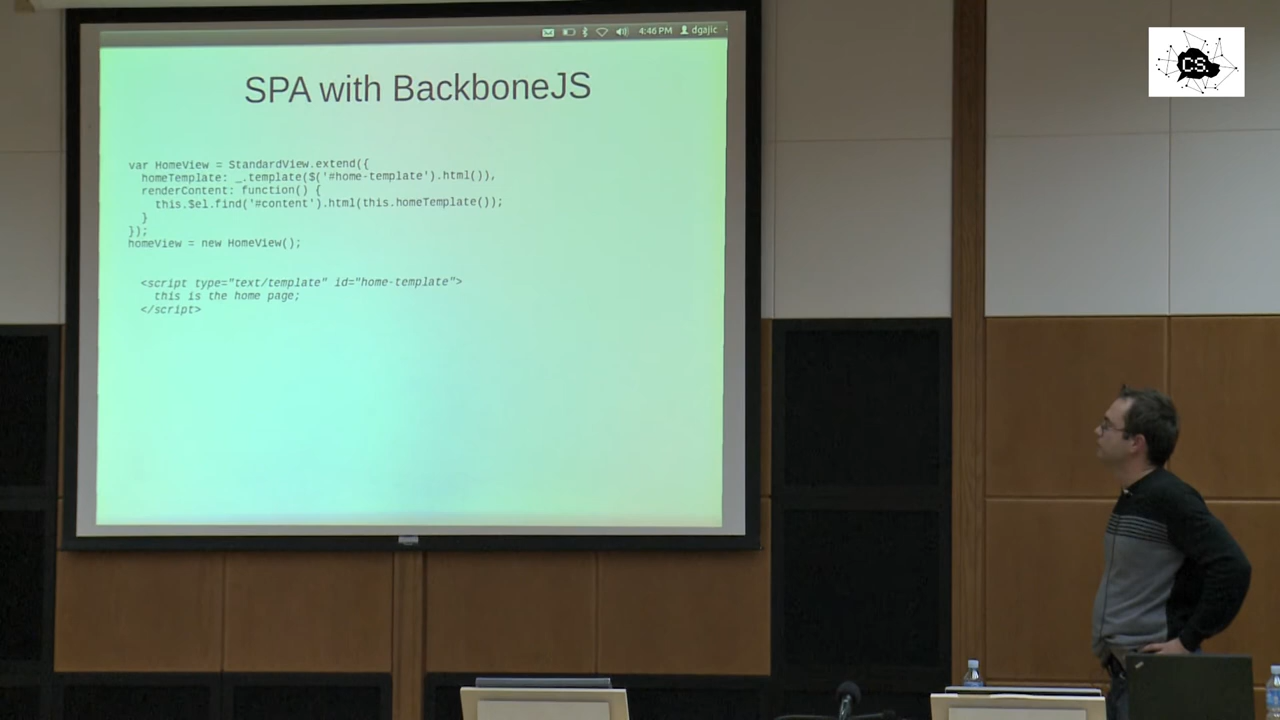 4:46 PM dgajic
CS.
SPA with BackboneJS
var HomeView = StandardView.extend({
homeTemplate: _.template($('#home-template').html()),
renderContent: function() {
this.$el.find('#content').html(this.homeTemplate());
}
});
homeView = new HomeView();
<script type="text/template" id="home-template">
this is the home page;
</script>